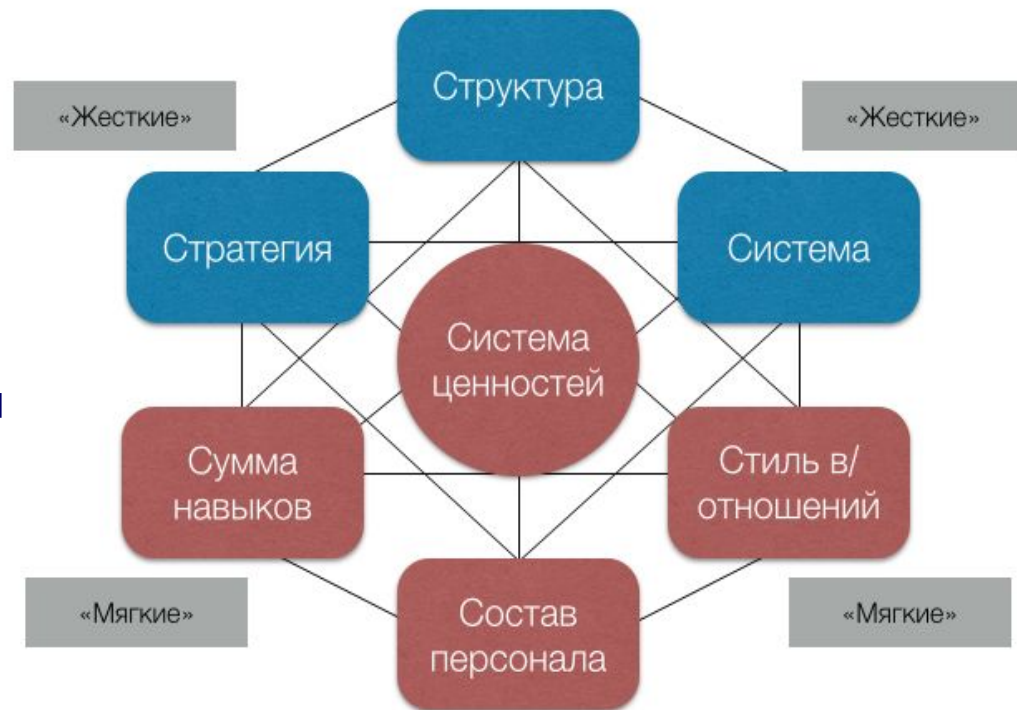 Структура
«Жесткие»
«Жесткие»
Стратегия
Система
Система
ценностей
Сумма
навыков
Стиль в/
отношений
«Мягкие»
«Мягкие»
Состав
персонала